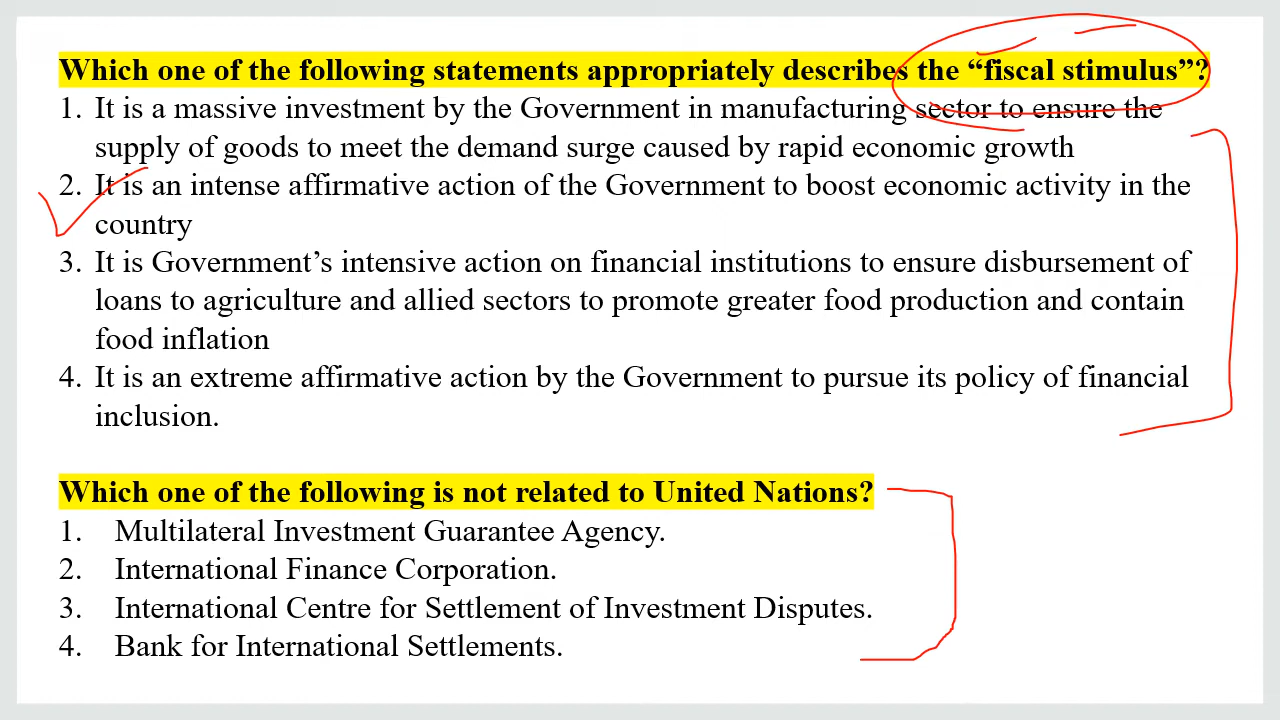 Which one of the following statements appropriately describes the “fiscal stimulus”?
1. It is a massive investment by the Government in manufacturing sector to ensure the
supply of goods to meet the demand surge caused by rapid economic growth
2. It is an intense affirmative action of the Government to boost economic activity in the
country
3. It is Government’s intensive action on financial institutions to ensure disbursement of
loans to agriculture and allied sectors to promote greater food production and contain
food inflation
4. It is an extreme affirmative action by the Government to pursue its policy of financial
inclusion.
Which one of the following is not related to United Nations?
1. Multilateral Investment Guarantee Agency.
2. International Finance Corporation.
3. International Centre for Settlement of Investment Disputes.
4. Bank for International Settlements.